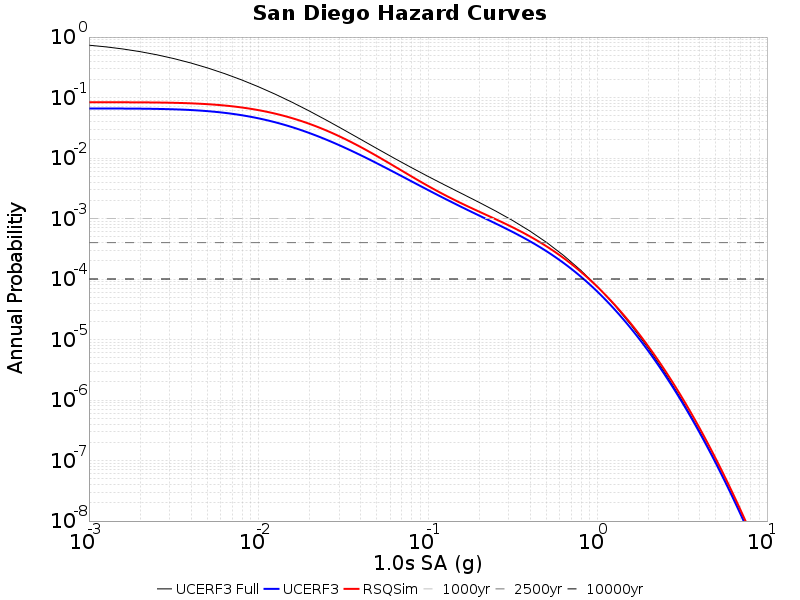 San Diego Hazard Curves
Annual Probabilitiy
10^0
10^-1
10^-2
10^-3
10^-4
10^-5
10^-6
10^-7
10^-8
10^-3 10^-2 10^-1 10^0 10^1
1.0s SA (g)
UCERF3 Full UCERF3 RSQSim 1000yr 2500yr 10000yr